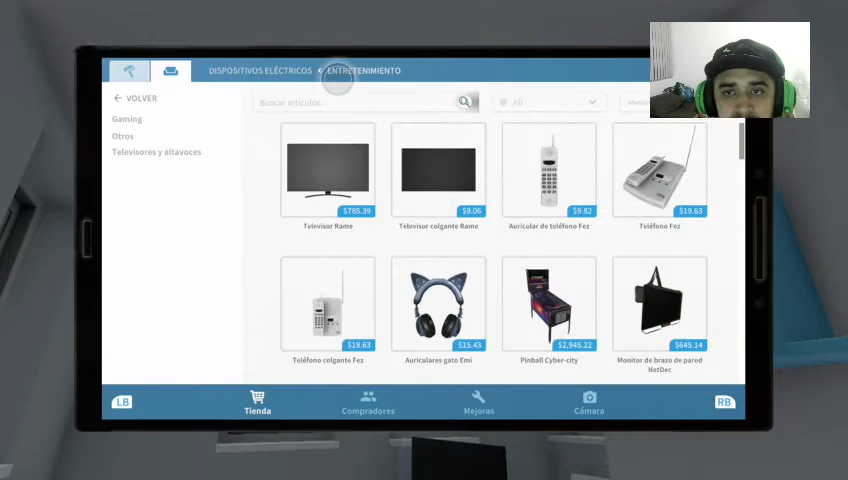 DISPOSITIVOS ELÉCTRICOS < ENTRETENIMIENTO
VOLVER
Gaming
Otros
Televisores y altavoces
Buscar artículos...
All
$785.39
Televisor Rame
$9.06
Televisor colgante Rame
$9.82
Auricular de teléfono Fez
$19.63
Teléfono Fez
$19.63
Teléfono colgante Fez
$15.43
Auriculares gato Emi
$2,945.22
Pinball Cyber-city
$645.14
Monitor de brazo de pared
NetDec
LB
Tienda
Compradores
Mejoras
Cámara
RB